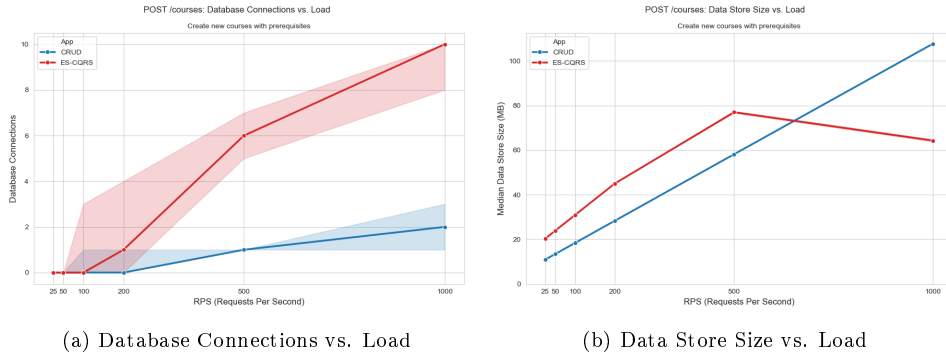 POST /courses: Database Connections vs. Load
Create new courses with prerequisites
App
CRUD
ES-CQRS
Database Connections
10
8
6
4
2
0
25 50 100 200 500 1000
RPS (Requests Per Second)
(a) Database Connections vs. Load
POST /courses: Data Store Size vs. Load
Create new courses with prerequisites
App
CRUD
ES-CQRS
Median Data Store Size (MB)
100
80
60
40
20
0
25 50 100 200 500 1000
RPS (Requests Per Second)
(b) Data Store Size vs. Load